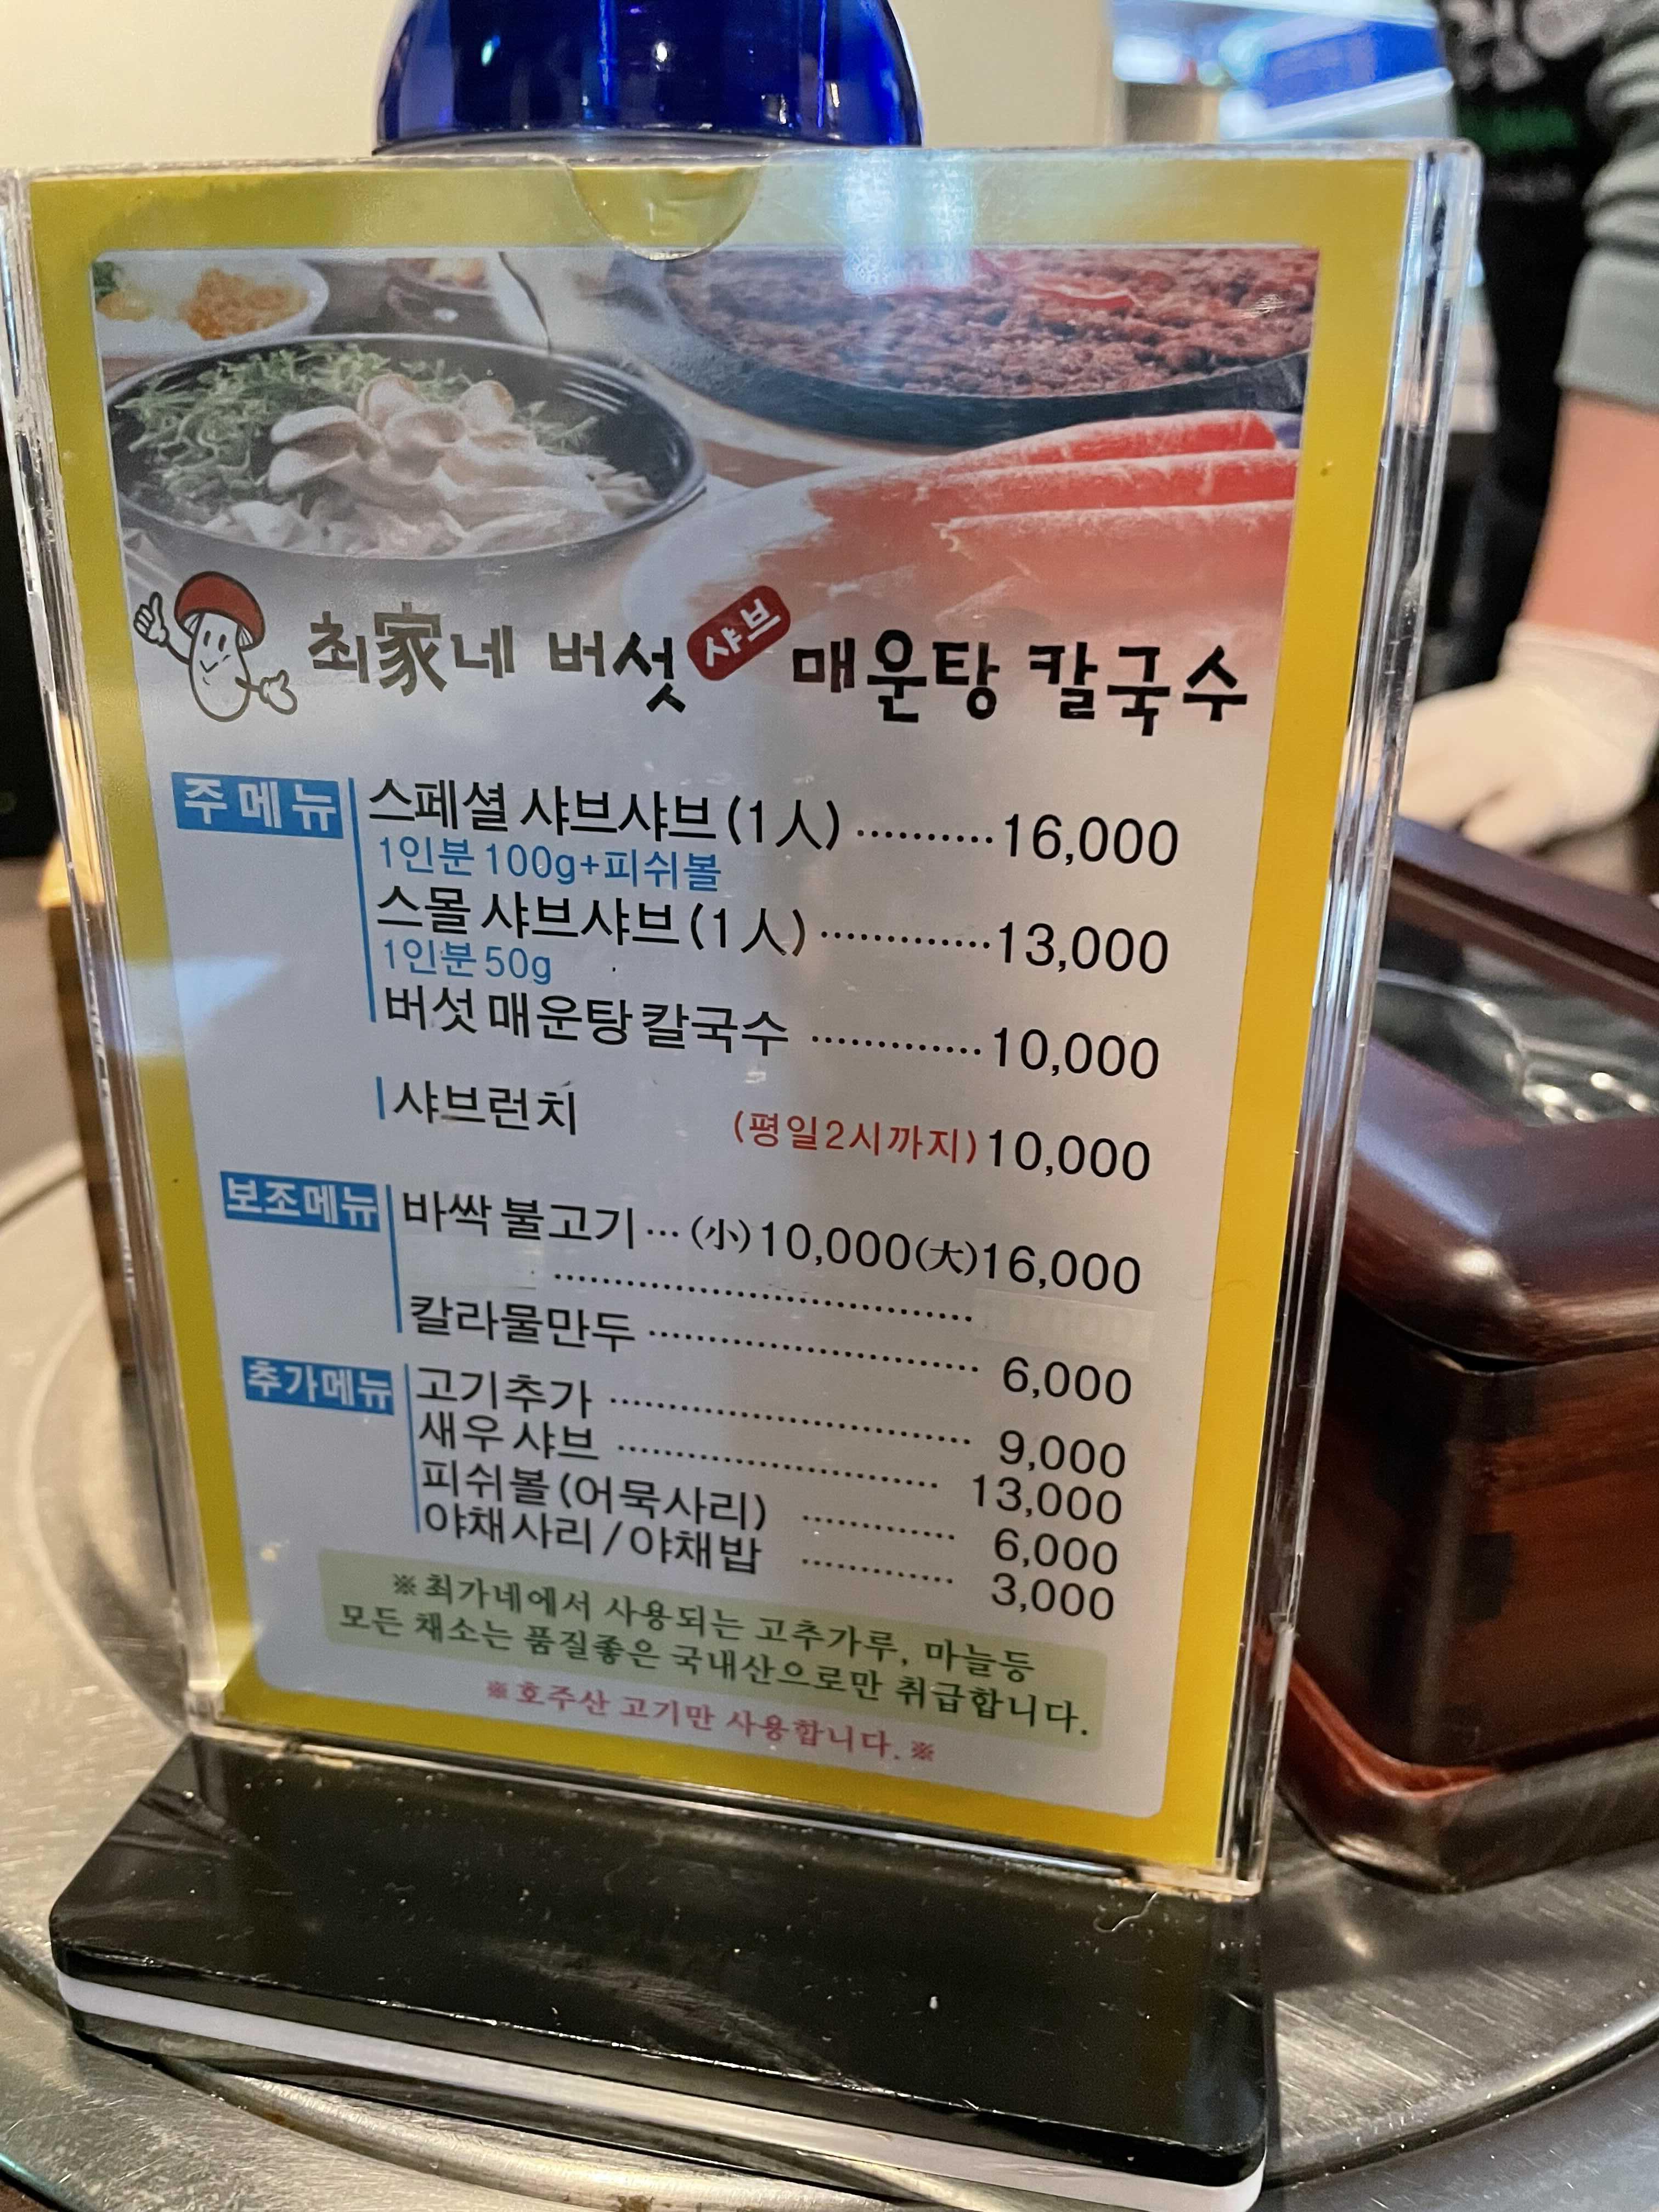 최家네 버섯 샤브 매운탕 칼국수
주메뉴
스페셜 샤브샤브(1人) ·········· 16,000
1인분 100g+피쉬볼
스몰 샤브샤브(1人) ············· 13,000
1인분 50g
버섯매운탕칼국수 ············· 10,000
샤브런치 (평일2시까지) 10,000
보조메뉴
바싹 불고기 ··· (小)10,000(大)16,000
칼라물만두 ························· 6,000
추가메뉴
고기추가 ···························· 9,000
새우 샤브 ························· 13,000
피쉬볼(어묵사리) ············ 6,000
야채사리/야채밥 ············ 3,000
※최가네에서 사용되는 고추가루, 마늘등
모든 채소는 품질좋은 국내산으로만 취급합니다.
※호주산 고기만 사용합니다.※